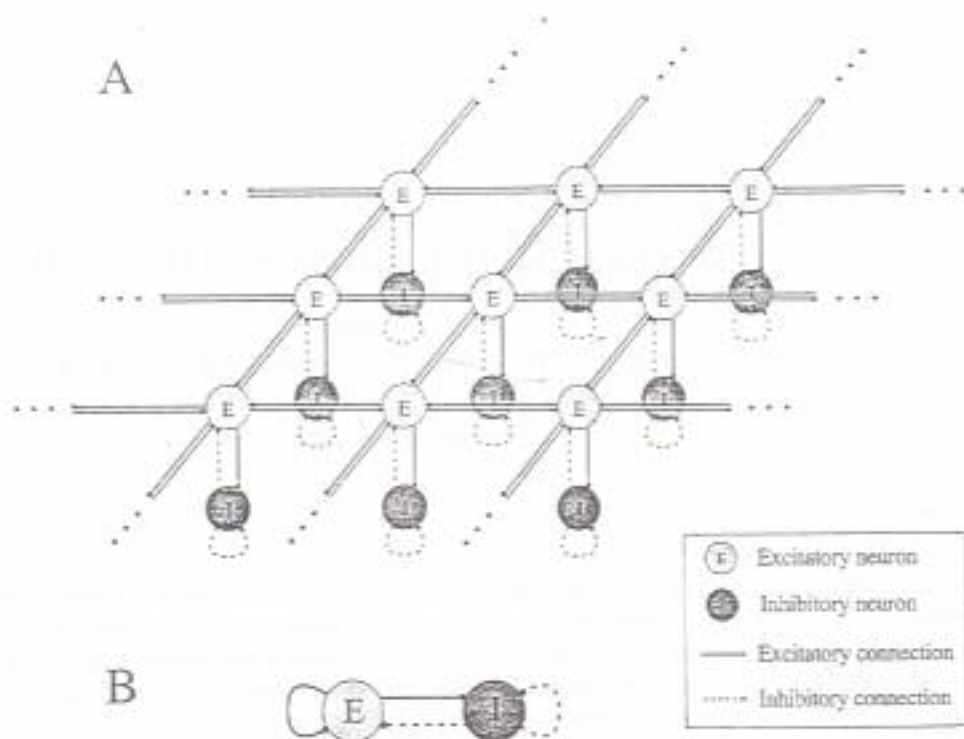 A
E E E
E I E I E I
I I I
E E E
I I I
E Excitatory neuron
Inhibitory neuron
Excitatory connection
Inhibitory connection
B
E I